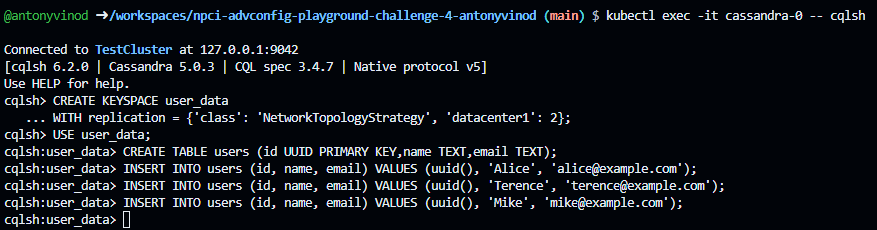 @antonyvinod ➜/workspaces/npci-advconfig-playground-challenge-4-antonyvinod (main) $ kubectl exec -it cassandra-0 -- cqlsh
Connected to TestCluster at 127.0.0.1:9042
[cqlsh 6.2.0 | Cassandra 5.0.3 | CQL spec 3.4.7 | Native protocol v5]
Use HELP for help.
cqlsh> CREATE KEYSPACE user_data
   ... WITH replication = {'class': 'NetworkTopologyStrategy', 'datacenter1': 2};
cqlsh> USE user_data;
cqlsh:user_data> CREATE TABLE users (id UUID PRIMARY KEY,name TEXT,email TEXT);
cqlsh:user_data> INSERT INTO users (id, name, email) VALUES (uuid(), 'Alice', 'alice@example.com');
cqlsh:user_data> INSERT INTO users (id, name, email) VALUES (uuid(), 'Terence', 'terence@example.com');
cqlsh:user_data> INSERT INTO users (id, name, email) VALUES (uuid(), 'Mike', 'mike@example.com');
cqlsh:user_data>